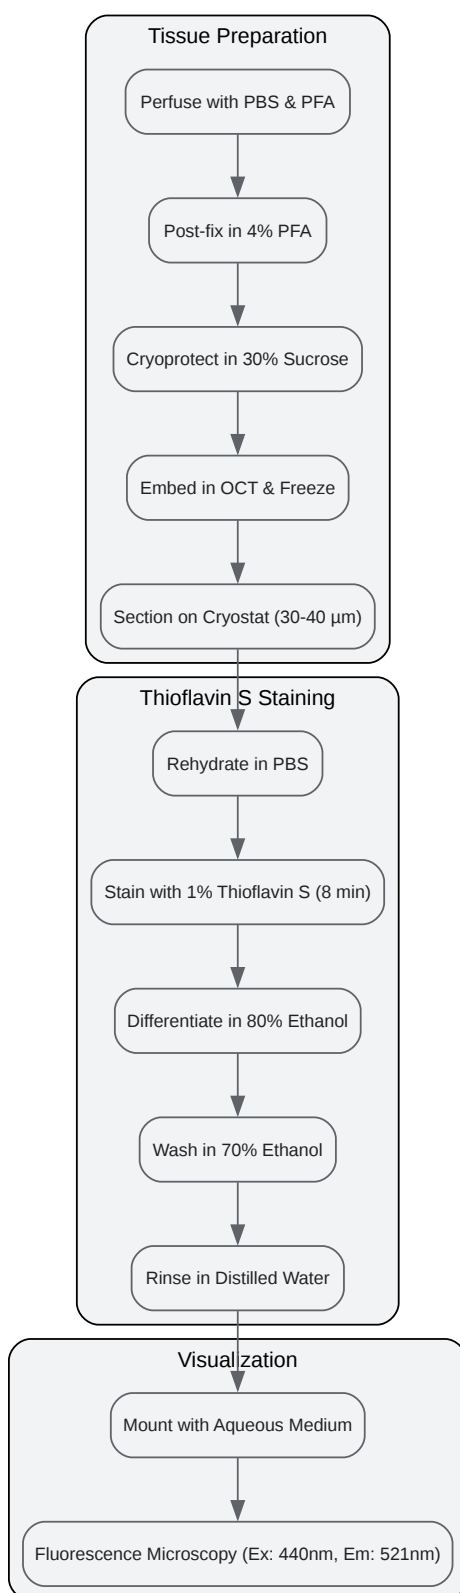 Tissue Preparation
Perfuse with PBS & PFA
Post-fix in 4% PFA
Cryoprotect in 30% Sucrose
Embed in OCT & Freeze
Section on Cryostat (30-40 µm)
Thioflavin S Staining
Rehydrate in PBS
Stain with 1% Thioflavin S (8 min)
Differentiate in 80% Ethanol
Wash in 70% Ethanol
Rinse in Distilled Water
Visualization
Mount with Aqueous Medium
Fluorescence Microscopy (Ex: 440nm, Em: 521nm)